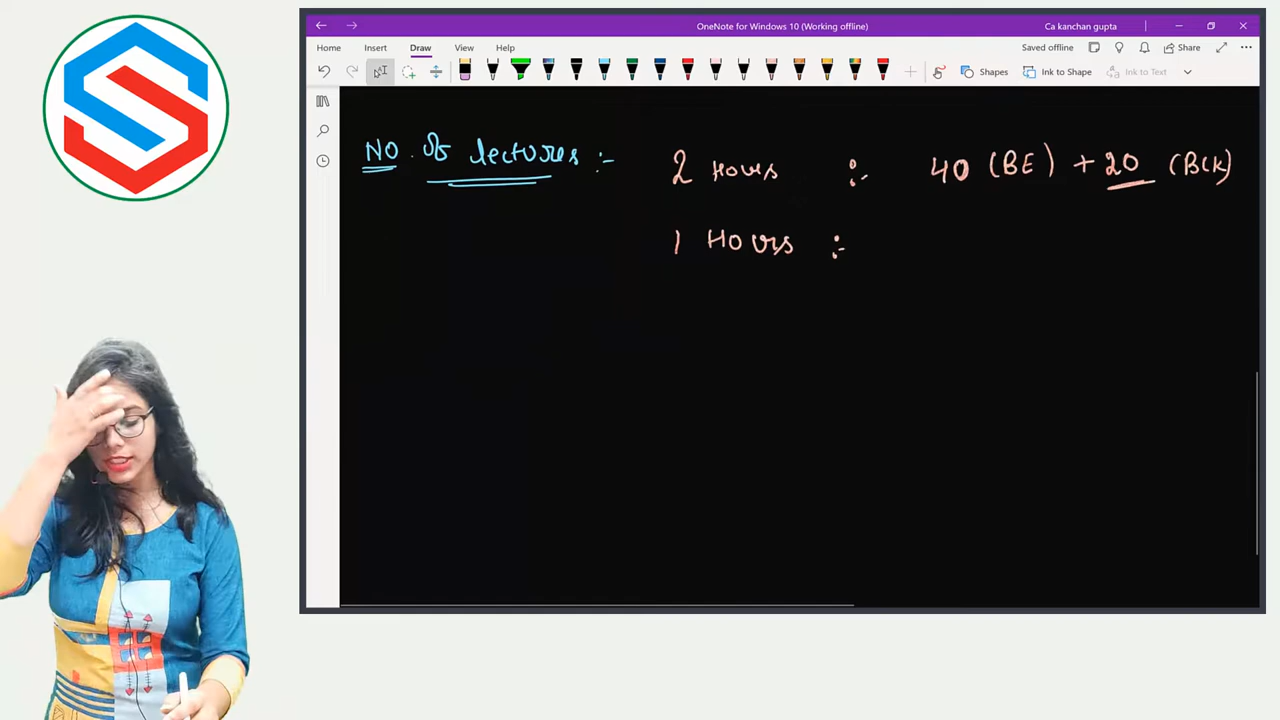 OneNote for Windows 10 (Working offline)
Ca kanchan gupta
Home Insert Draw View Help
Saved offline
Share
Shapes
Ink to Shape
Ink to Text
NO. of lectures :-
2 Hours :- 40 (BE) + 20 (BCK)
1 Hours :-